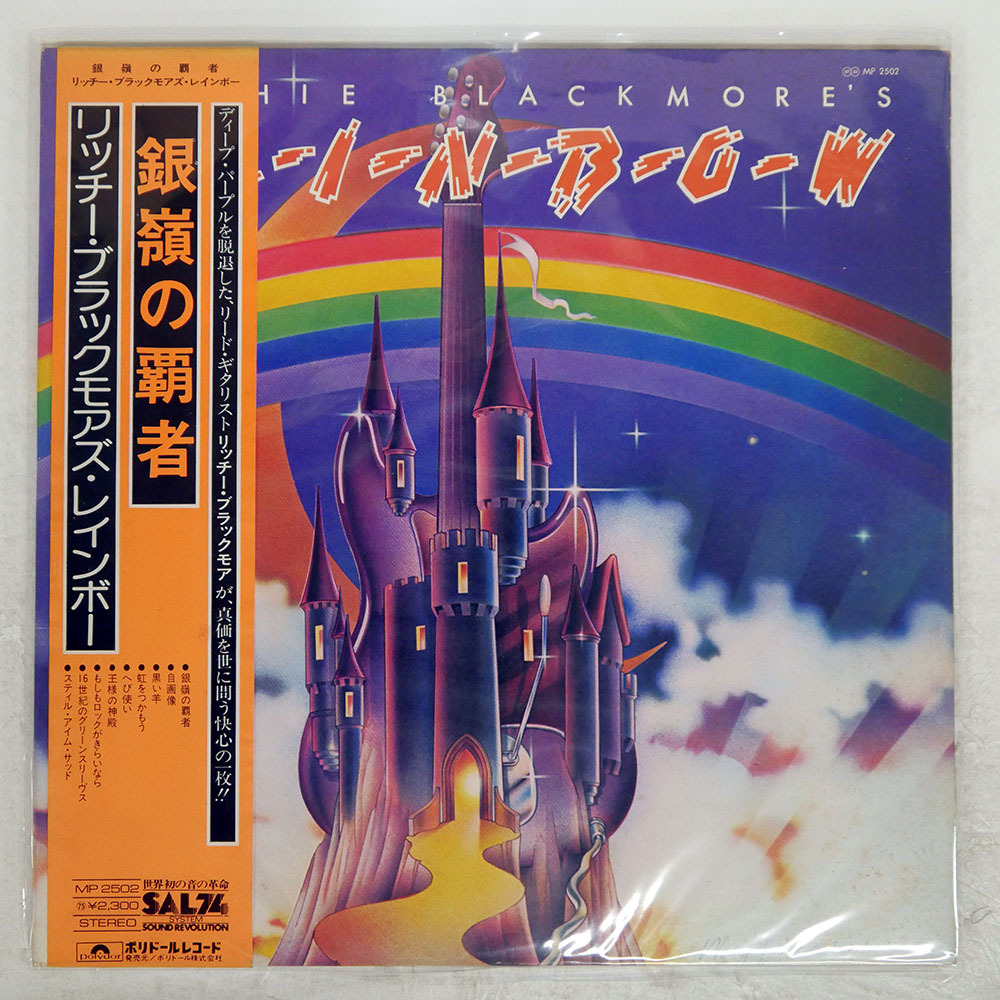 銀嶺の覇者
リッチー・ブラックモアズ・レインボー
銀嶺の覇者
リッチー・ブラックモアズ・レインボー
ディープ・パープルを脱退した、リード・ギタリストリッチー・ブラックモアが、真価を世に問う快心の一枚!!
●銀嶺の覇者
●自画像
●黒い羊
●虹をつかもう
●へび使い
●王様の神殿
●もしもロックがきらいなら
●16世紀のグリーンスリーヴス
●スティル・アイム・サッド
MP 2502
㊆¥2,300
STEREO
世界初の音の革命
SAL74
SYSTEM
SOUND REVOLUTION
polydor
ポリドールレコード
発売元/ポリドール株式会社
MP 2502
HIE BLACKMORE'S
-I-N-B-O-W